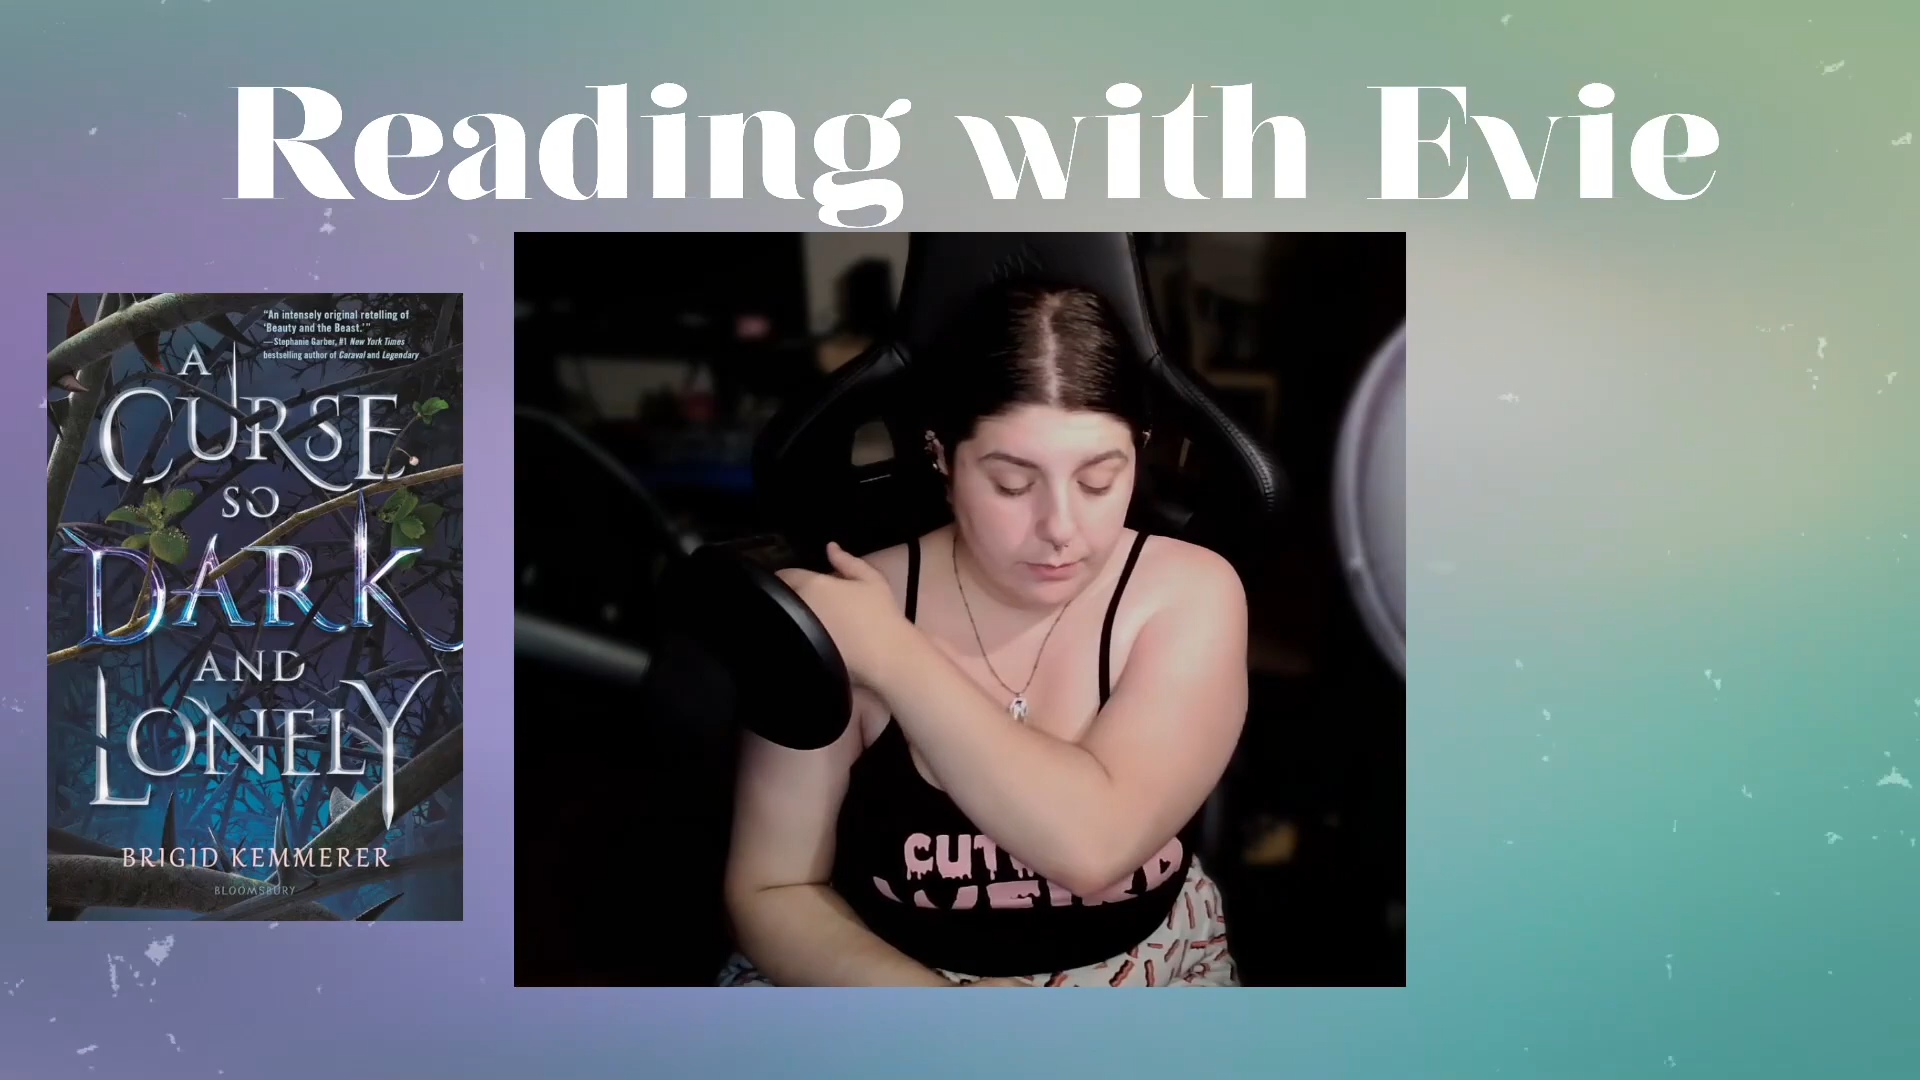 Reading with Evie
"An intensely original retelling of
'Beauty and the Beast.'"
—Stephanie Garber, #1 New York Times
bestselling author of Caraval and Legendary
A
CURSE
SO
DARK
AND
LONELY
BRIGID KEMMERER
BLOOMSBURY